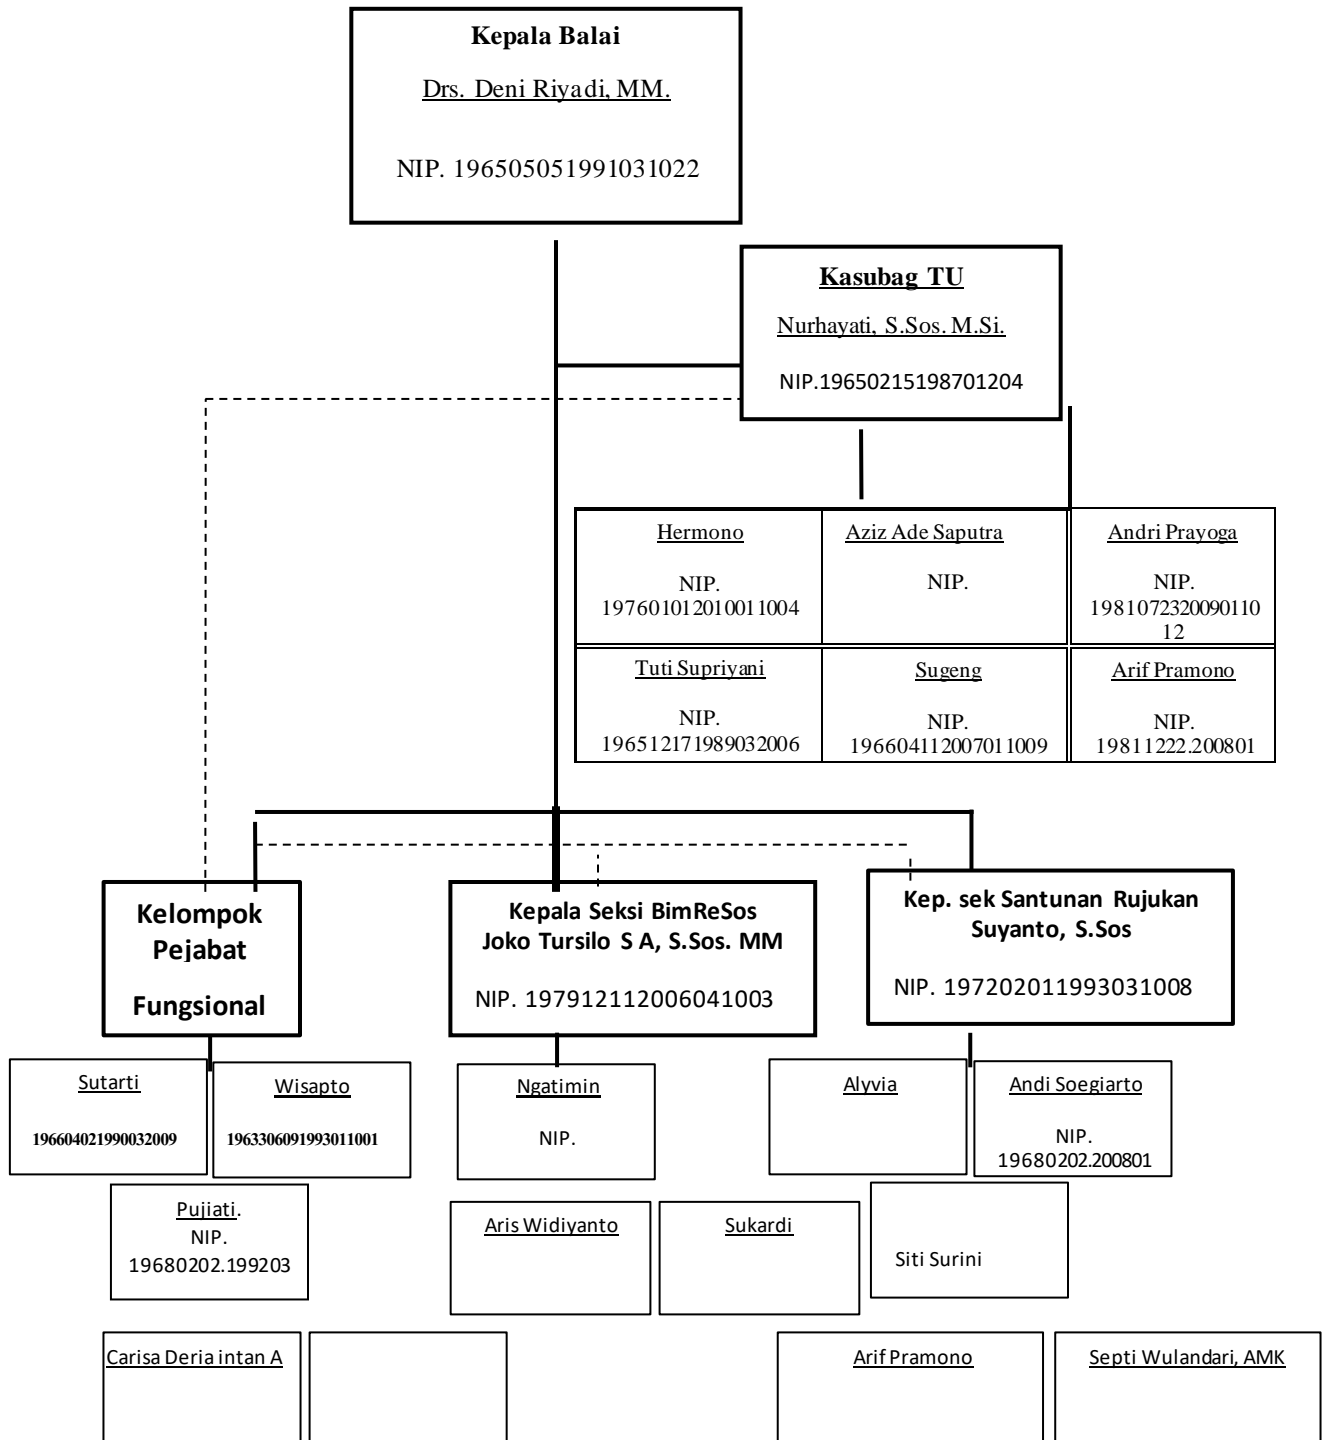 Kepala Balai
Drs. Deni Riyadi, MM.
NIP. 196505051991031022
Kasubag TU
Nurhayati, S.Sos. M.Si.
NIP.19650215198701204
Hermono
NIP.
197601012010011004
Aziz Ade Saputra
NIP.
Andri Prayoga
NIP.
1981072320090110
12
Tuti Supriyani
NIP.
196512171989032006
Sugeng
NIP.
196604112007011009
Arif Pramono
NIP.
19811222.200801
Kelompok
Pejabat
Fungsional
Kepala Seksi BimReSos
Joko Tursilo S A, S.Sos. MM
NIP. 197912112006041003
Kep. sek Santunan Rujukan
Suyanto, S.Sos
NIP. 197202011993031008
Sutarti
196604021990032009
Wisapto
1963306091993011001
Ngatimin
NIP.
Alyvia
Andi Soegiarto
NIP.
19680202.200801
Pujiati.
NIP.
19680202.199203
Aris Widiyanto
Sukardi
Siti Surini
Carisa Deria intan A
Arif Pramono
Septi Wulandari, AMK